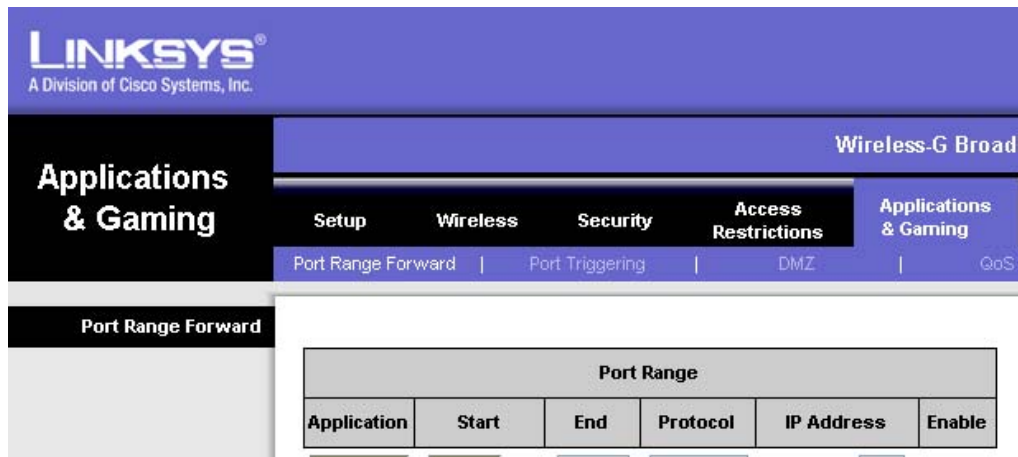 LINKSYS®
A Division of Cisco Systems, Inc.
Wireless-G Broad
Applications
& Gaming
Setup Wireless Security Access Restrictions Applications & Gaming
Port Range Forward | Port Triggering | DMZ | QoS
Port Range Forward
Port Range
Application Start End Protocol IP Address Enable